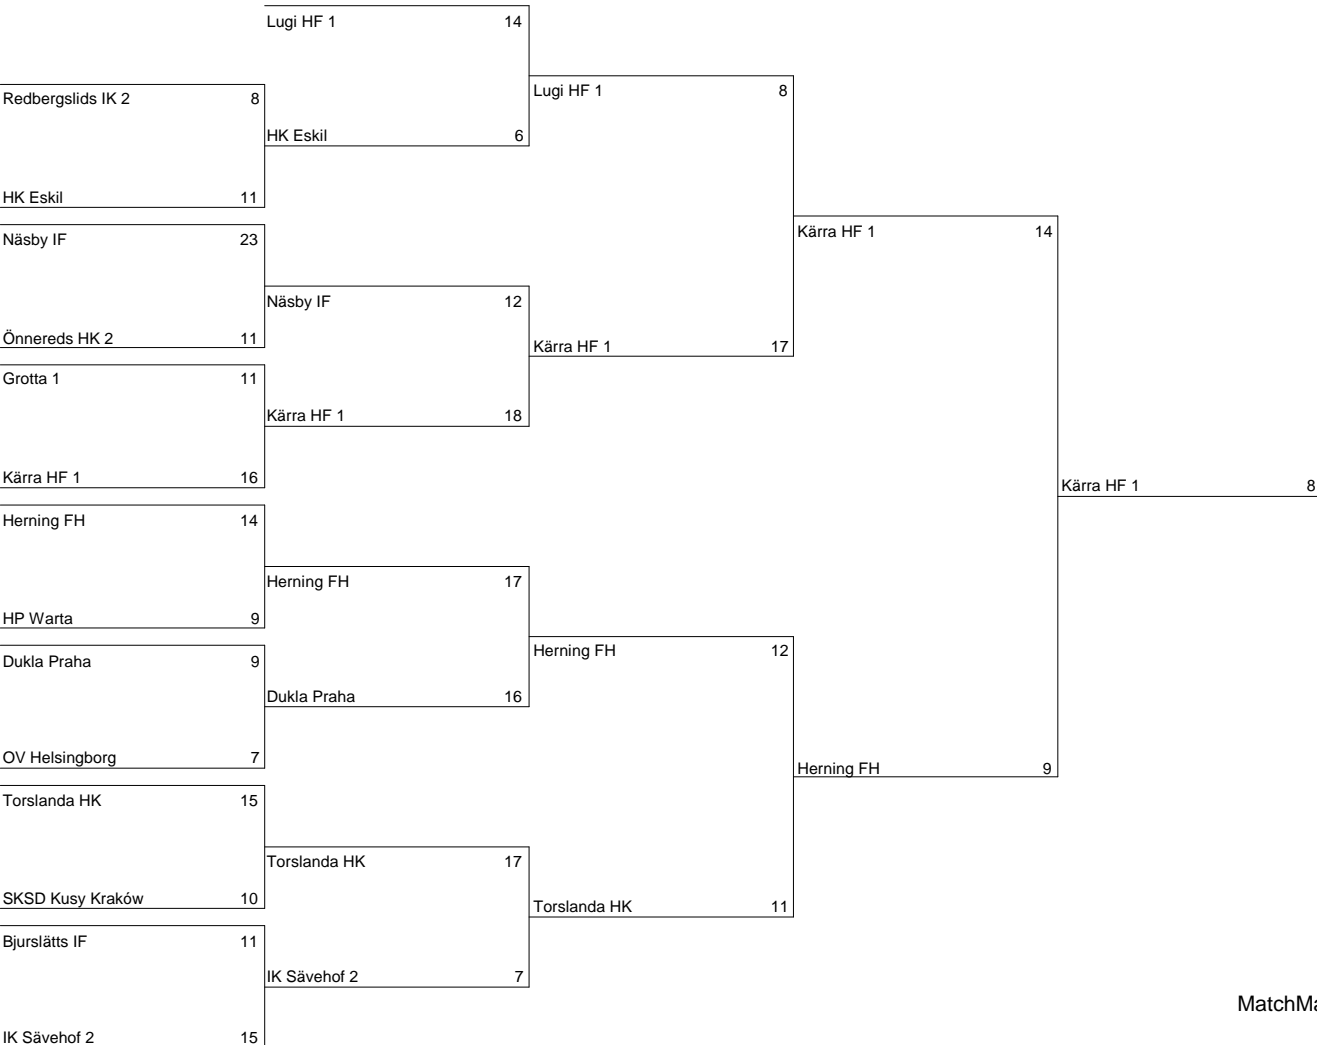 Lugi HF 1 14
Redbergslids IK 2 8
Lugi HF 1 8
HK Eskil 6
HK Eskil 11
Näsby IF 23
Kärra HF 1 14
Näsby IF 12
Önnereds HK 2 11
Kärra HF 1 17
Grotta 1 11
Kärra HF 1 18
Kärra HF 1 16
Kärra HF 1 8
Herning FH 14
Herning FH 17
HP Warta 9
Herning FH 12
Dukla Praha 9
Dukla Praha 16
OV Helsingborg 7
Herning FH 9
Torslanda HK 15
Torslanda HK 17
SKSD Kusy Kraków 10
Torslanda HK 11
Bjurslätts IF 11
IK Sävehof 2 7
MatchMa
IK Sävehof 2 15